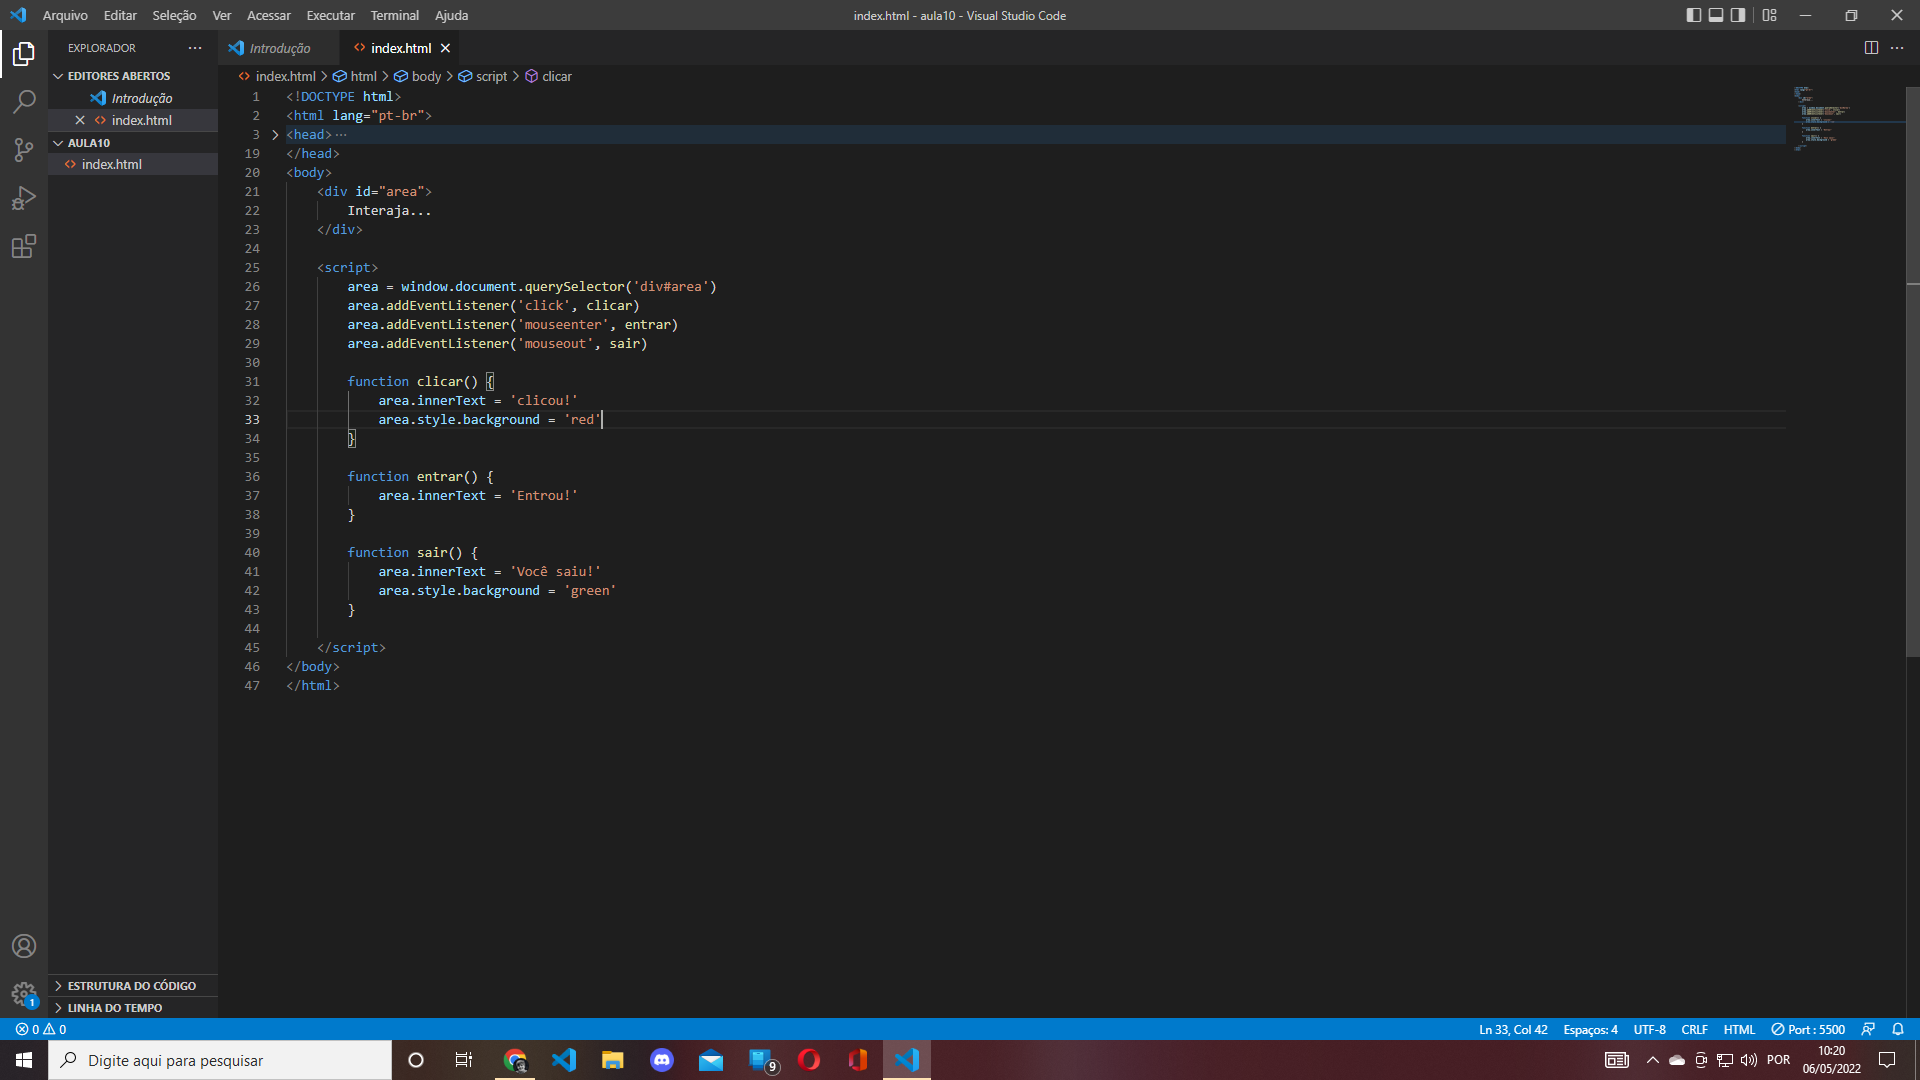 Arquivo Editar Seleção Ver Acessar Executar Terminal Ajuda
index.html - aula10 - Visual Studio Code
EXPLORADOR
Introdução
index.html
EDITORES ABERTOS
Introdução
index.html
AULA10
index.html
index.html > html > body > script > clicar
1 <!DOCTYPE html>
2 <html lang="pt-br">
3 <head>
19 </head>
20 <body>
21 <div id="area">
22 Interaja...
23 </div>
24
25 <script>
26 area = window.document.querySelector('div#area')
27 area.addEventListener('click', clicar)
28 area.addEventListener('mouseenter', entrar)
29 area.addEventListener('mouseout', sair)
30
31 function clicar() {
32 area.innerText = 'clicou!'
33 area.style.background = 'red'
34 }
35
36 function entrar() {
37 area.innerText = 'Entrou!'
38 }
39
40 function sair() {
41 area.innerText = 'Você saiu!'
42 area.style.background = 'green'
43 }
44
45 </script>
46 </body>
47 </html>
ESTRUTURA DO CÓDIGO
LINHA DO TEMPO
1
0 0
Ln 33, Col 42 Espaços: 4 UTF-8 CRLF HTML Port : 5500
Digite aqui para pesquisar
9
POR
10:20
06/05/2022